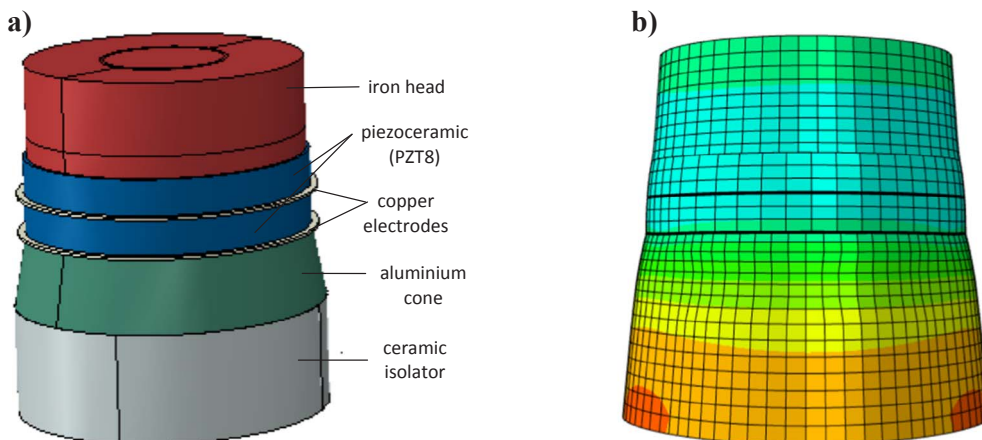 a)
iron head
piezoceramic
(PZT8)
copper
electrodes
aluminium
cone
ceramic
isolator
b)